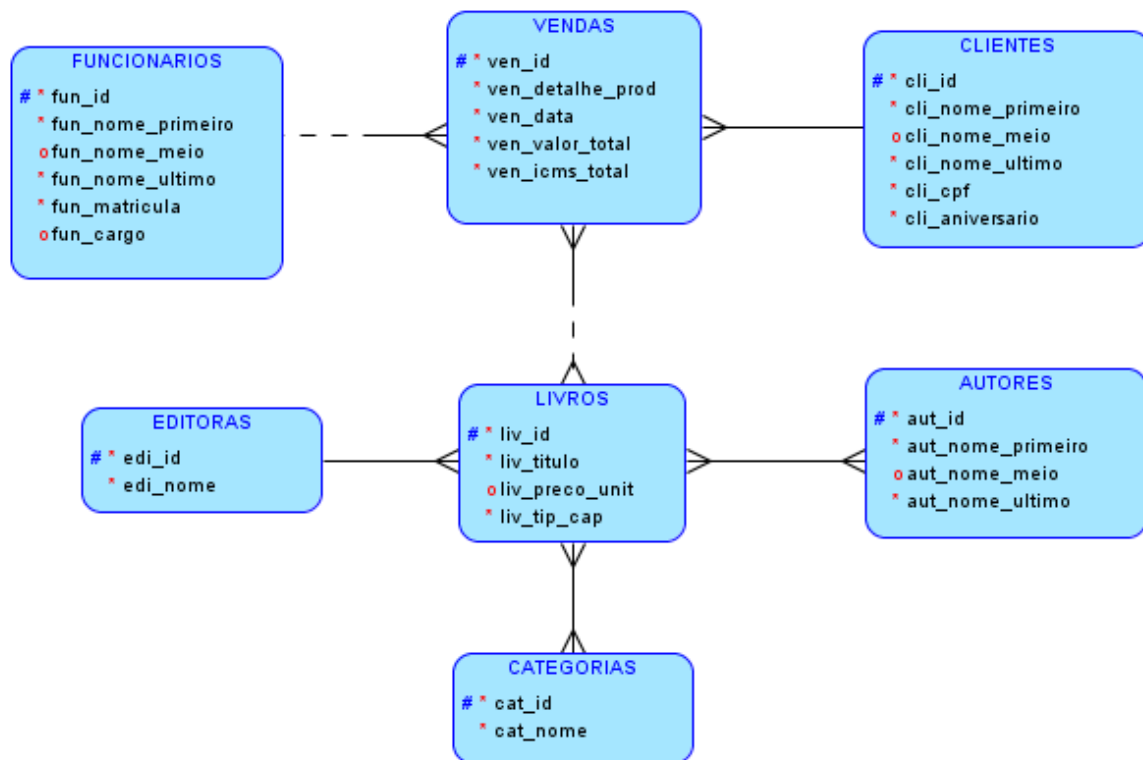 FUNCIONARIOS
# * fun_id
* fun_nome_primeiro
o fun_nome_meio
* fun_nome_ultimo
* fun_matricula
o fun_cargo
VENDAS
# * ven_id
* ven_detalhe_prod
* ven_data
* ven_valor_total
* ven_icms_total
CLIENTES
# * cli_id
* cli_nome_primeiro
o cli_nome_meio
* cli_nome_ultimo
* cli_cpf
* cli_aniversario
EDITORAS
# * edi_id
* edi_nome
LIVROS
# * liv_id
* liv_titulo
o liv_preco_unit
* liv_tip_cap
AUTORES
# * aut_id
* aut_nome_primeiro
o aut_nome_meio
* aut_nome_ultimo
CATEGORIAS
# * cat_id
* cat_nome